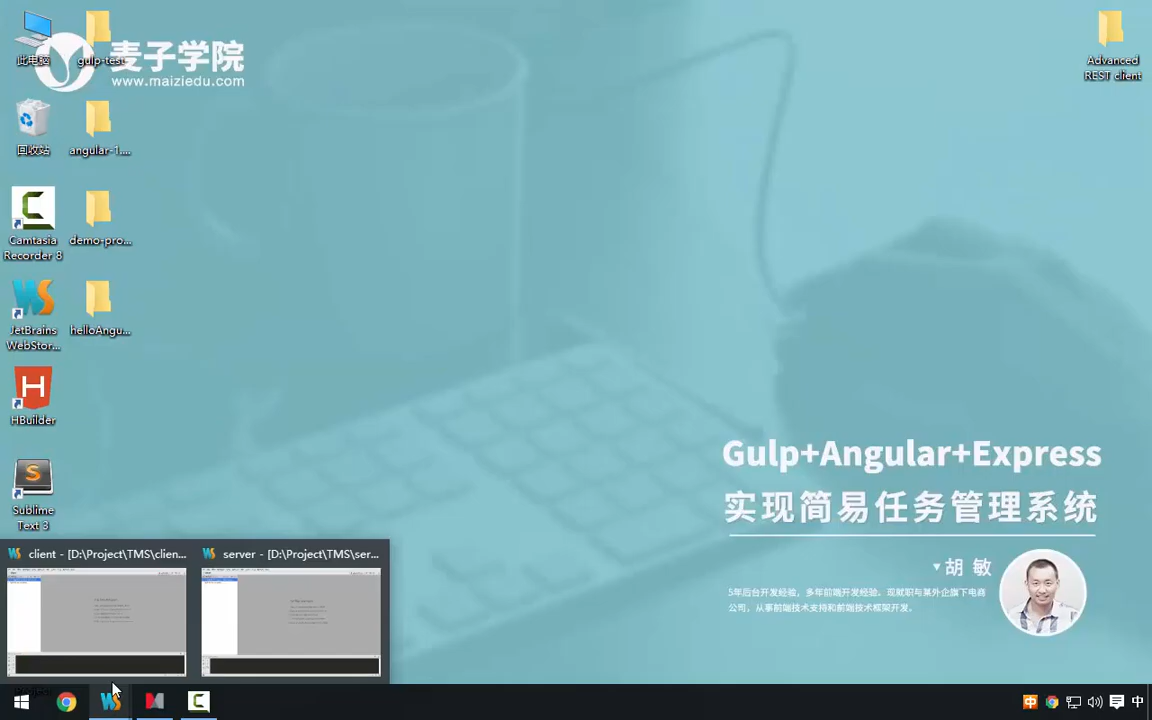 此电脑
gulp-test
麦子学院
www.maiziedu.com
Advanced
REST client
回收站
angular-1....
Camtasia
Recorder 8
demo-pro...
JetBrains
WebStor...
helloAngu...
HBuilder
Sublime
Text 3
Gulp+Angular+Express
实现简易任务管理系统
胡 敏
5年后台开发经验，多年前端开发经验。现就职与某外企旗下电商
公司，从事前端技术支持和前端技术框架开发。
client - [D:\Project\TMS\clien...
server - [D:\Project\TMS\ser...
中
中